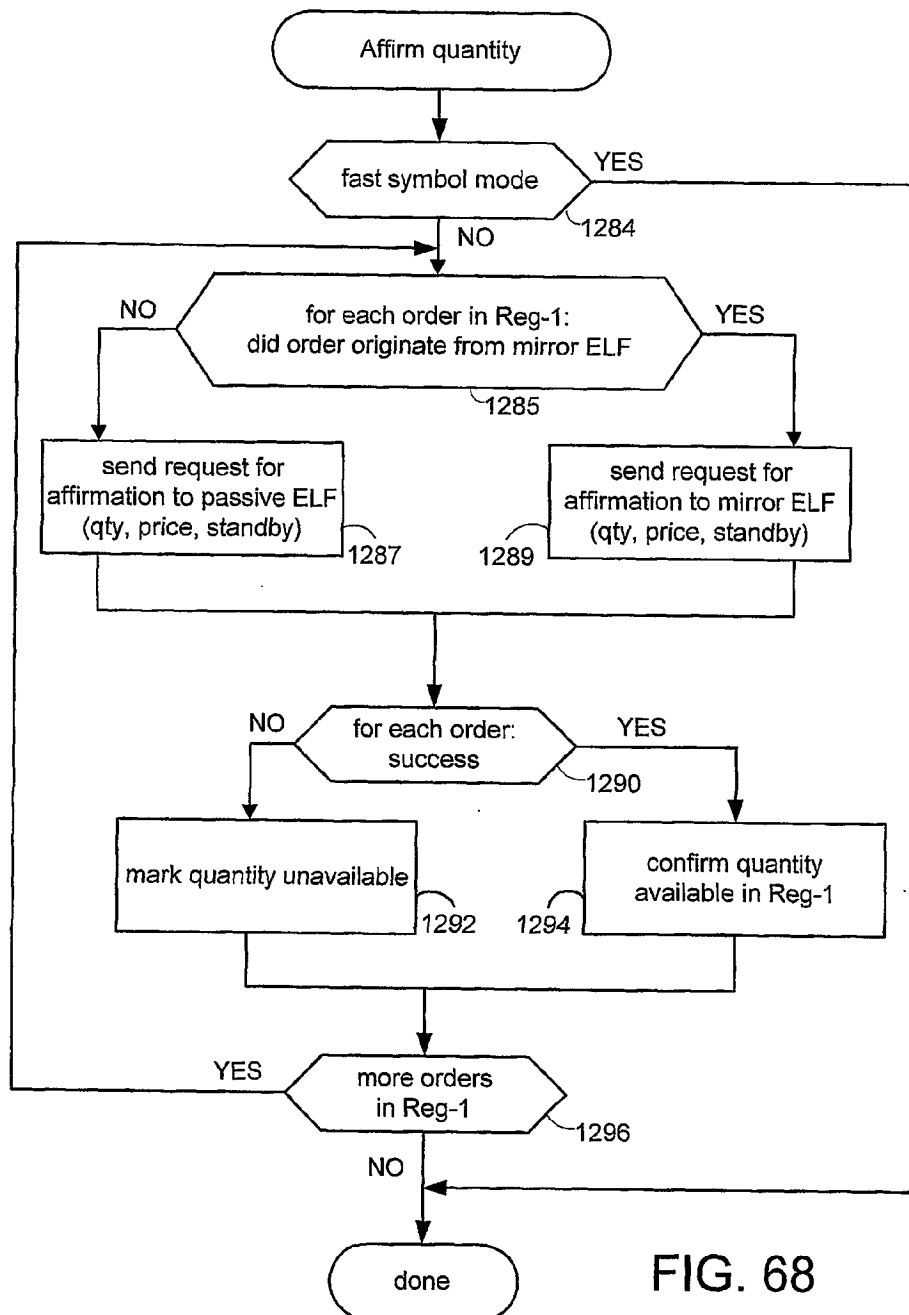 Affirm quantity
fast symbol mode
YES
1284
NO
NO
for each order in Reg-1:
did order originate from mirror ELF
YES
1285
send request for
affirmation to passive ELF
(qty, price, standby)
1287
send request for
affirmation to mirror ELF
(qty, price, standby)
1289
NO
for each order:
success
YES
1290
mark quantity unavailable
1292
confirm quantity
available in Reg-1
1294
YES
more orders
in Reg-1
1296
NO
done
FIG. 68